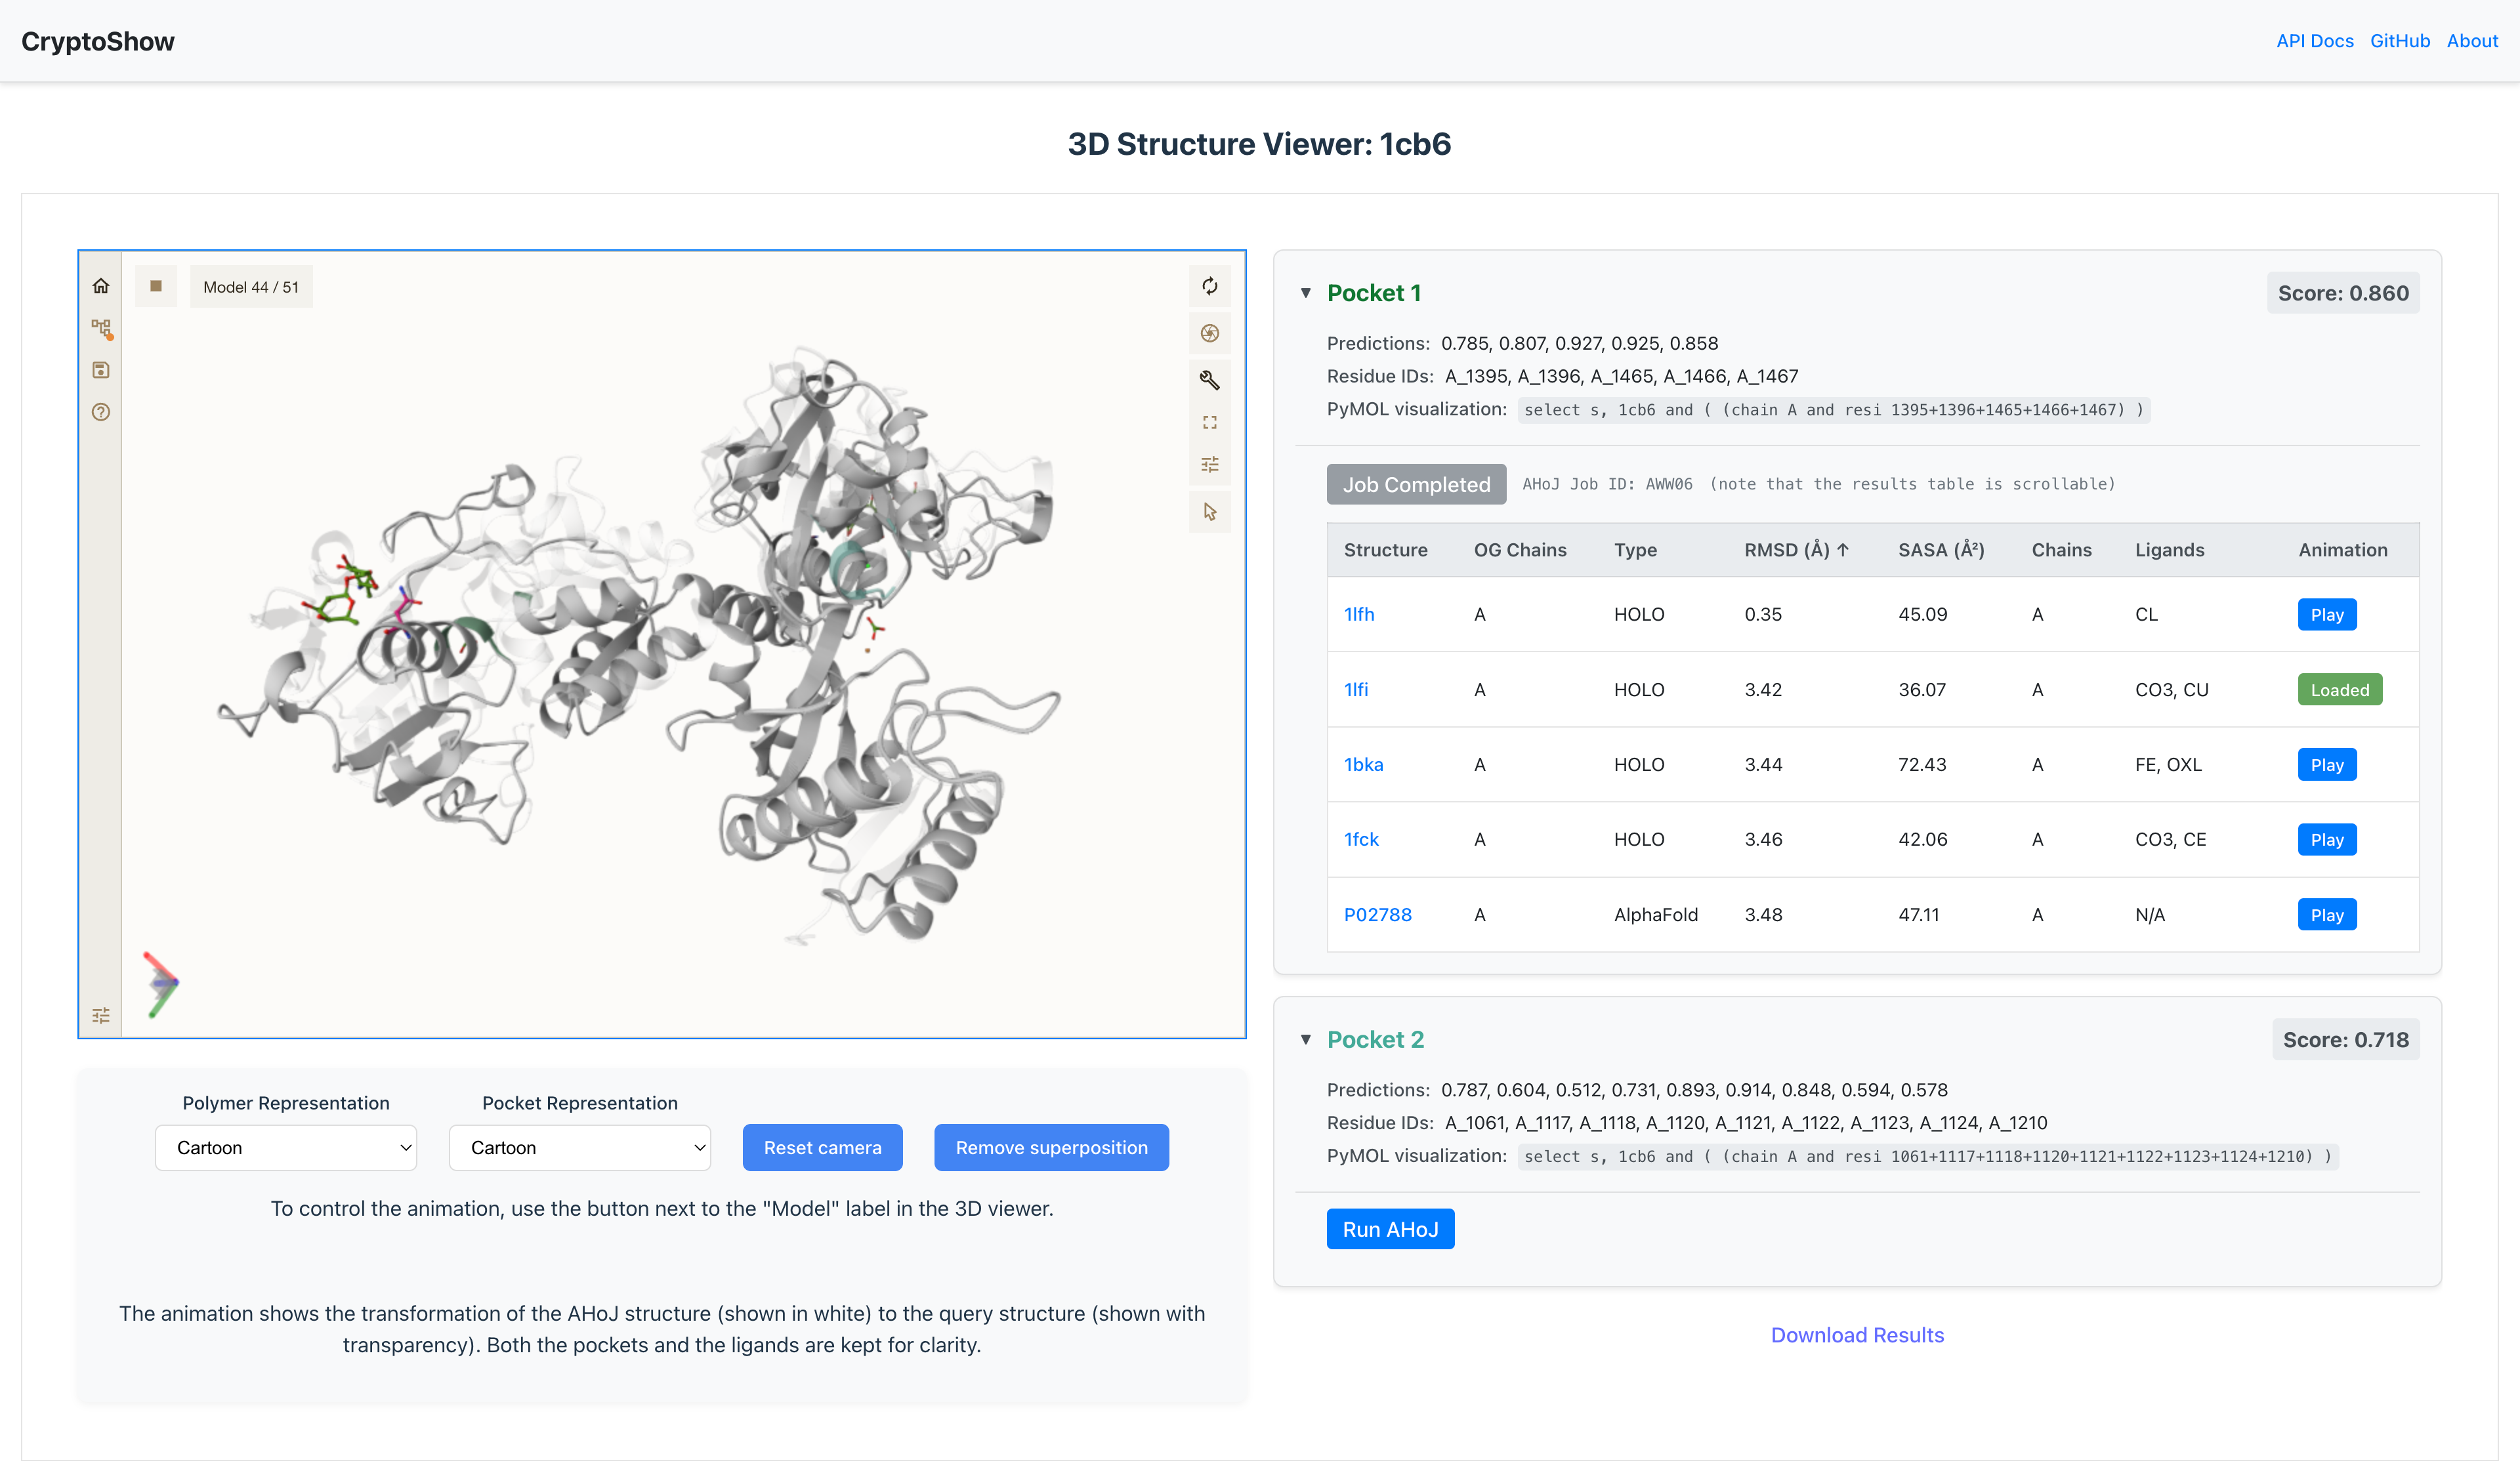 CryptoShow
API Docs GitHub About
3D Structure Viewer: 1cb6
Model 44 / 51
Polymer Representation Pocket Representation
Cartoon Cartoon Reset camera Remove superposition
To control the animation, use the button next to the "Model" label in the 3D viewer.
The animation shows the transformation of the AHoJ structure (shown in white) to the query structure (shown with
transparency). Both the pockets and the ligands are kept for clarity.
▼ Pocket 1 Score: 0.860
Predictions: 0.785, 0.807, 0.927, 0.925, 0.858
Residue IDs: A_1395, A_1396, A_1465, A_1466, A_1467
PyMOL visualization: select s, 1cb6 and ( (chain A and resi 1395+1396+1465+1466+1467) )
Job Completed AHoJ Job ID: AWW06 (note that the results table is scrollable)
Structure OG Chains Type RMSD (Å) ↑ SASA (Å²) Chains Ligands Animation
1lfh A HOLO 0.35 45.09 A CL Play
1lfi A HOLO 3.42 36.07 A CO3, CU Loaded
1bka A HOLO 3.44 72.43 A FE, OXL Play
1fck A HOLO 3.46 42.06 A CO3, CE Play
P02788 A AlphaFold 3.48 47.11 A N/A Play
▼ Pocket 2 Score: 0.718
Predictions: 0.787, 0.604, 0.512, 0.731, 0.893, 0.914, 0.848, 0.594, 0.578
Residue IDs: A_1061, A_1117, A_1118, A_1120, A_1121, A_1122, A_1123, A_1124, A_1210
PyMOL visualization: select s, 1cb6 and ( (chain A and resi 1061+1117+1118+1120+1121+1122+1123+1124+1210) )
Run AHoJ
Download Results